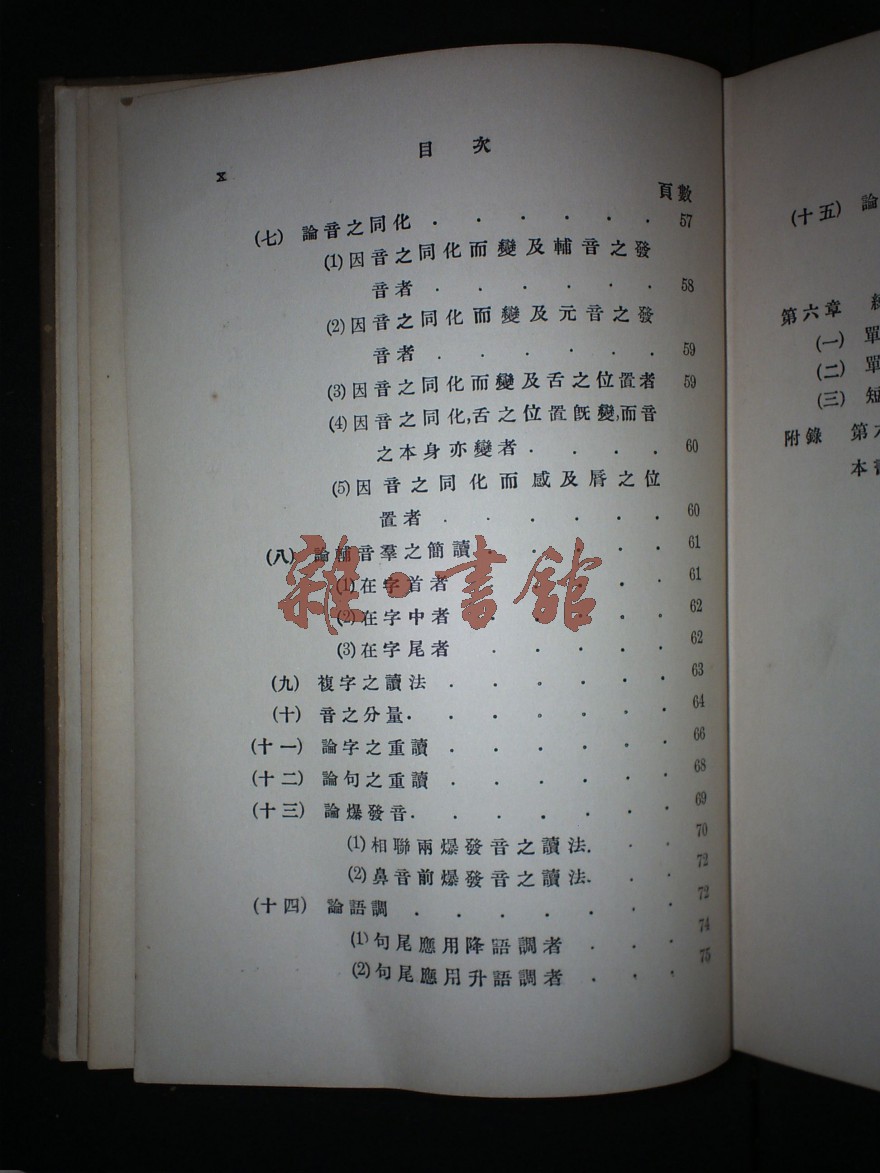 目 次
x
頁數
(七) 論音之同化 . . . . . . 57
(1)因音之同化而變及輔音之發
音者 . . . . . . 58
(2)因音之同化而變及元音之發
音者 . . . . . . 59
(3)因音之同化而變及舌之位置者 59
(4)因音之同化,舌之位置旣變,而音
之本身亦變者 . . . . 60
(5)因音之同化而感及唇之位
置者 . . . . . . 60
(八) 論輔音羣之簡讀 . . . . . 61
(1)在字首者 . . . . . 61
(2)在字中者 . . . . . 62
(3)在字尾者 . . . . . 62
(九) 複字之讀法 . . . . . . 63
(十) 音之分量 . . . . . . . 64
(十一) 論字之重讀 . . . . . . 66
(十二) 論句之重讀 . . . . . . 68
(十三) 論爆發音 . . . . . . . 69
(1)相聯兩爆發音之讀法 . . . 70
(2)鼻音前爆發音之讀法 . . . 72
(十四) 論語調 . . . . . . . 72
(1)句尾應用降語調者 . . . 74
(2)句尾應用升語調者 . . . 75
雜·書館
(十五) 論
第六章
(一) 單
(二) 單
(三) 短
附錄 第六
本書